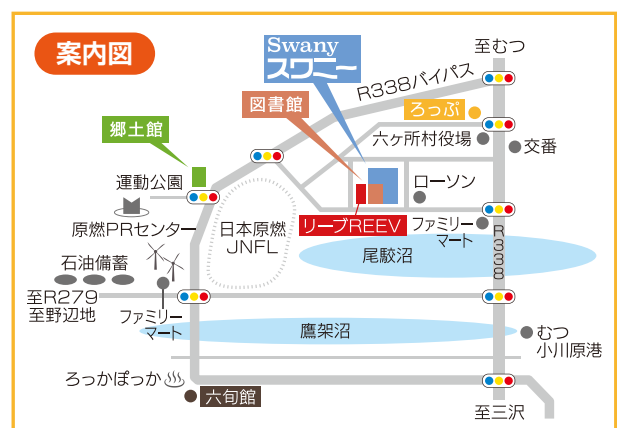 案内図
Swany
スワニー
至むつ
R338バイパス
図書館
ろっぷ
郷土館
六ヶ所村役場
交番
運動公園
ローソン
原燃PRセンター
日本原燃
JNFL
リーブREEV
ファミリー
マート
R338
尾駮沼
石油備蓄
至R279
至野辺地
ファミリー
マート
鷹架沼
むつ
小川原港
ろっかぽっか
六旬館
至三沢